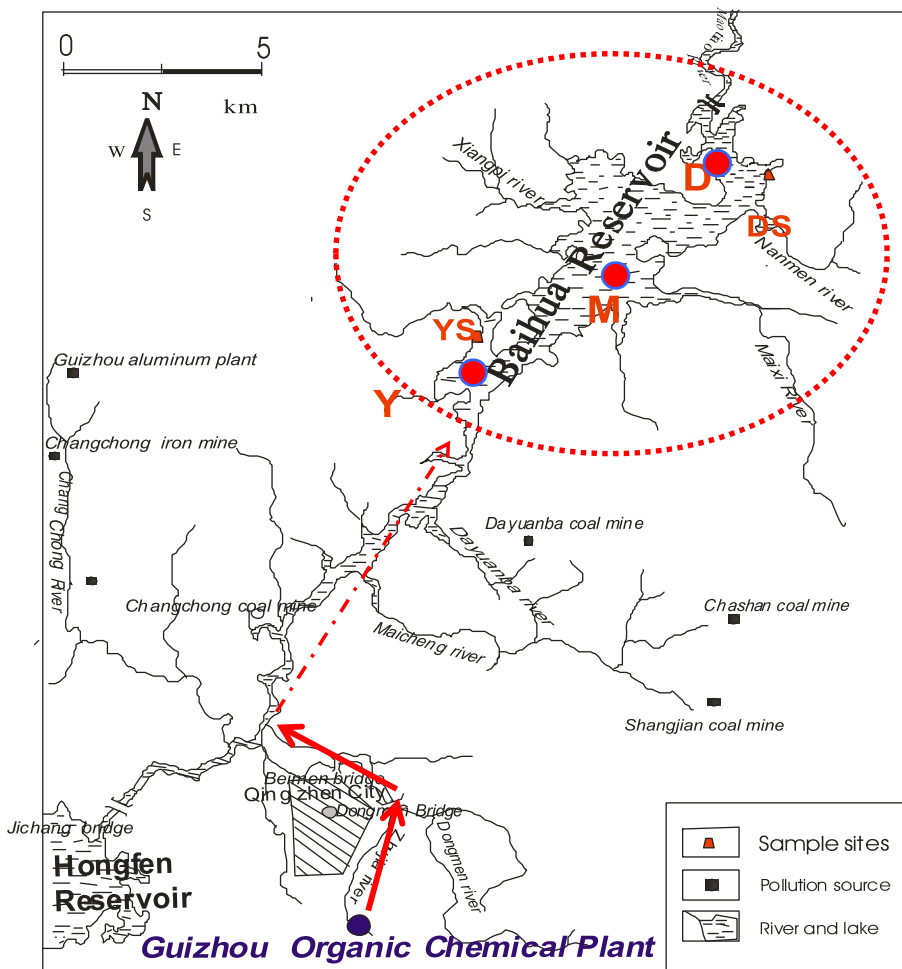 0 5
km
N
W E
S
Maotiao River
Xiangpi river
Baihua Reservoir
D
DS
Nanmen river
M
YS
Y
Maixi River
Guizhou aluminum plant
Changchong iron mine
Chang Chong River
Dayuanba coal mine
Dayuanba river
Changchong coal mine
Chashan coal mine
Maicheng river
Shangjian coal mine
Beimen bridge
Qingzhen City
Dongmen Bridge
Jichang bridge
Zhujia river
Dongmen river
Hongfen
Reservoir
Guizhou Organic Chemical Plant
Sample sites
Pollution source
River and lake